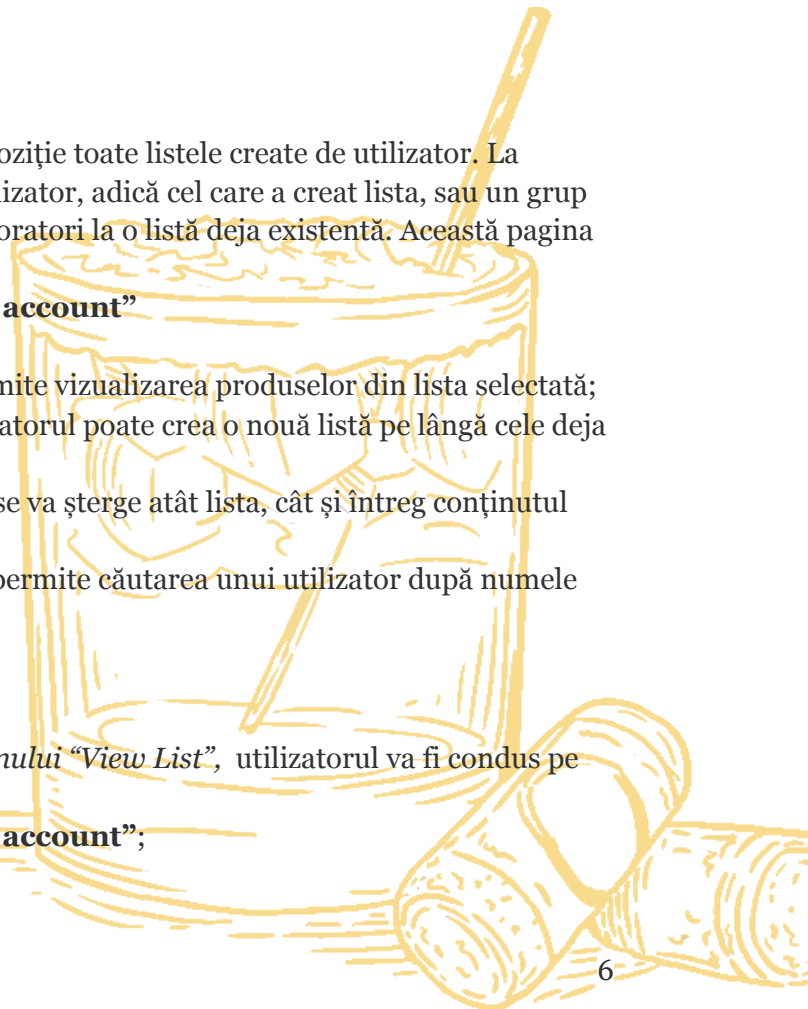 oziție toate listele create de utilizator. La
lizator, adică cel care a creat lista, sau un grup
oratori la o listă deja existentă. Această pagina
account”
mite vizualizarea produselor din lista selectată;
atorul poate crea o nouă listă pe lângă cele deja
se va șterge atât lista, cât și întreg conținutul
permite căutarea unui utilizator după numele
nului “View List”, utilizatorul va fi condus pe
account”;
6